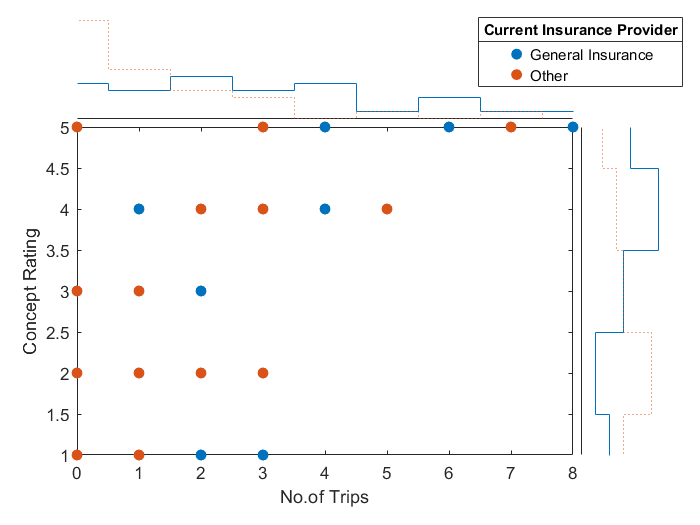 Current Insurance Provider
General Insurance
Other
5
4.5
4
3.5
3
2.5
2
1.5
1
Concept Rating
0 1 2 3 4 5 6 7 8
No.of Trips